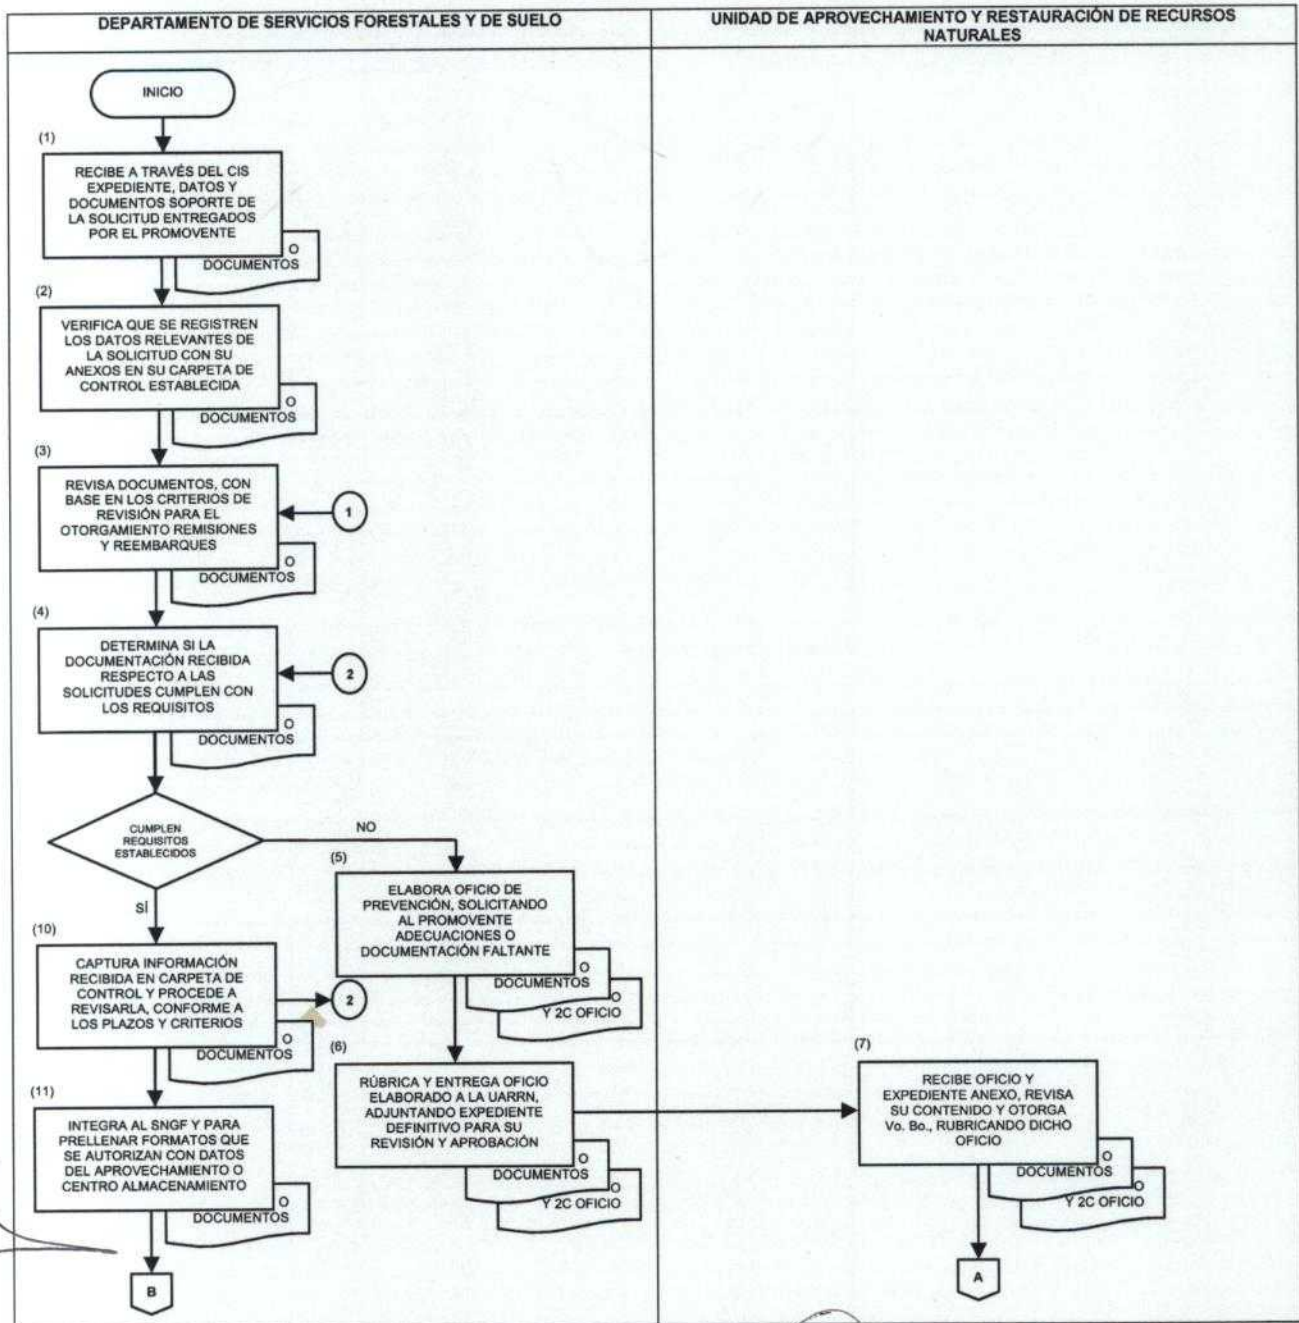 DEPARTAMENTO DE SERVICIOS FORESTALES Y DE SUELO
UNIDAD DE APROVECHAMIENTO Y RESTAURACIÓN DE RECURSOS
NATURALES
INICIO
(1)
RECIBE A TRAVÉS DEL CIS
EXPEDIENTE, DATOS Y
DOCUMENTOS SOPORTE DE
LA SOLICITUD ENTREGADOS
POR EL PROMOVENTE
O
DOCUMENTOS
(2)
VERIFICA QUE SE REGISTREN
LOS DATOS RELEVANTES DE
LA SOLICITUD CON SU
ANEXOS EN SU CARPETA DE
CONTROL ESTABLECIDA
O
DOCUMENTOS
(3)
REVISA DOCUMENTOS, CON
BASE EN LOS CRITERIOS DE
REVISIÓN PARA EL
OTORGAMIENTO REMISIONES
Y REEMBARQUES
1
O
DOCUMENTOS
(4)
DETERMINA SI LA
DOCUMENTACIÓN RECIBIDA
RESPECTO A LAS
SOLICITUDES CUMPLEN CON
LOS REQUISITOS
2
O
DOCUMENTOS
CUMPLEN
REQUISITOS
ESTABLECIDOS
NO
SÍ
(5)
ELABORA OFICIO DE
PREVENCIÓN, SOLICITANDO
AL PROMOVENTE
ADECUACIONES O
DOCUMENTACIÓN FALTANTE
O
DOCUMENTOS
O
Y 2C OFICIO
(10)
CAPTURA INFORMACIÓN
RECIBIDA EN CARPETA DE
CONTROL Y PROCEDE A
REVISARLA, CONFORME A
LOS PLAZOS Y CRITERIOS
2
O
DOCUMENTOS
(6)
RÚBRICA Y ENTREGA OFICIO
ELABORADO A LA UARRN,
ADJUNTANDO EXPEDIENTE
DEFINITIVO PARA SU
REVISIÓN Y APROBACIÓN
O
DOCUMENTOS
O
Y 2C OFICIO
(7)
RECIBE OFICIO Y
EXPEDIENTE ANEXO, REVISA
SU CONTENIDO Y OTORGA
Vo. Bo., RUBRICANDO DICHO
OFICIO
O
DOCUMENTOS
O
Y 2C OFICIO
(11)
INTEGRA AL SNGF Y PARA
PRELLENAR FORMATOS QUE
SE AUTORIZAN CON DATOS
DEL APROVECHAMIENTO O
CENTRO ALMACENAMIENTO
O
DOCUMENTOS
B
A